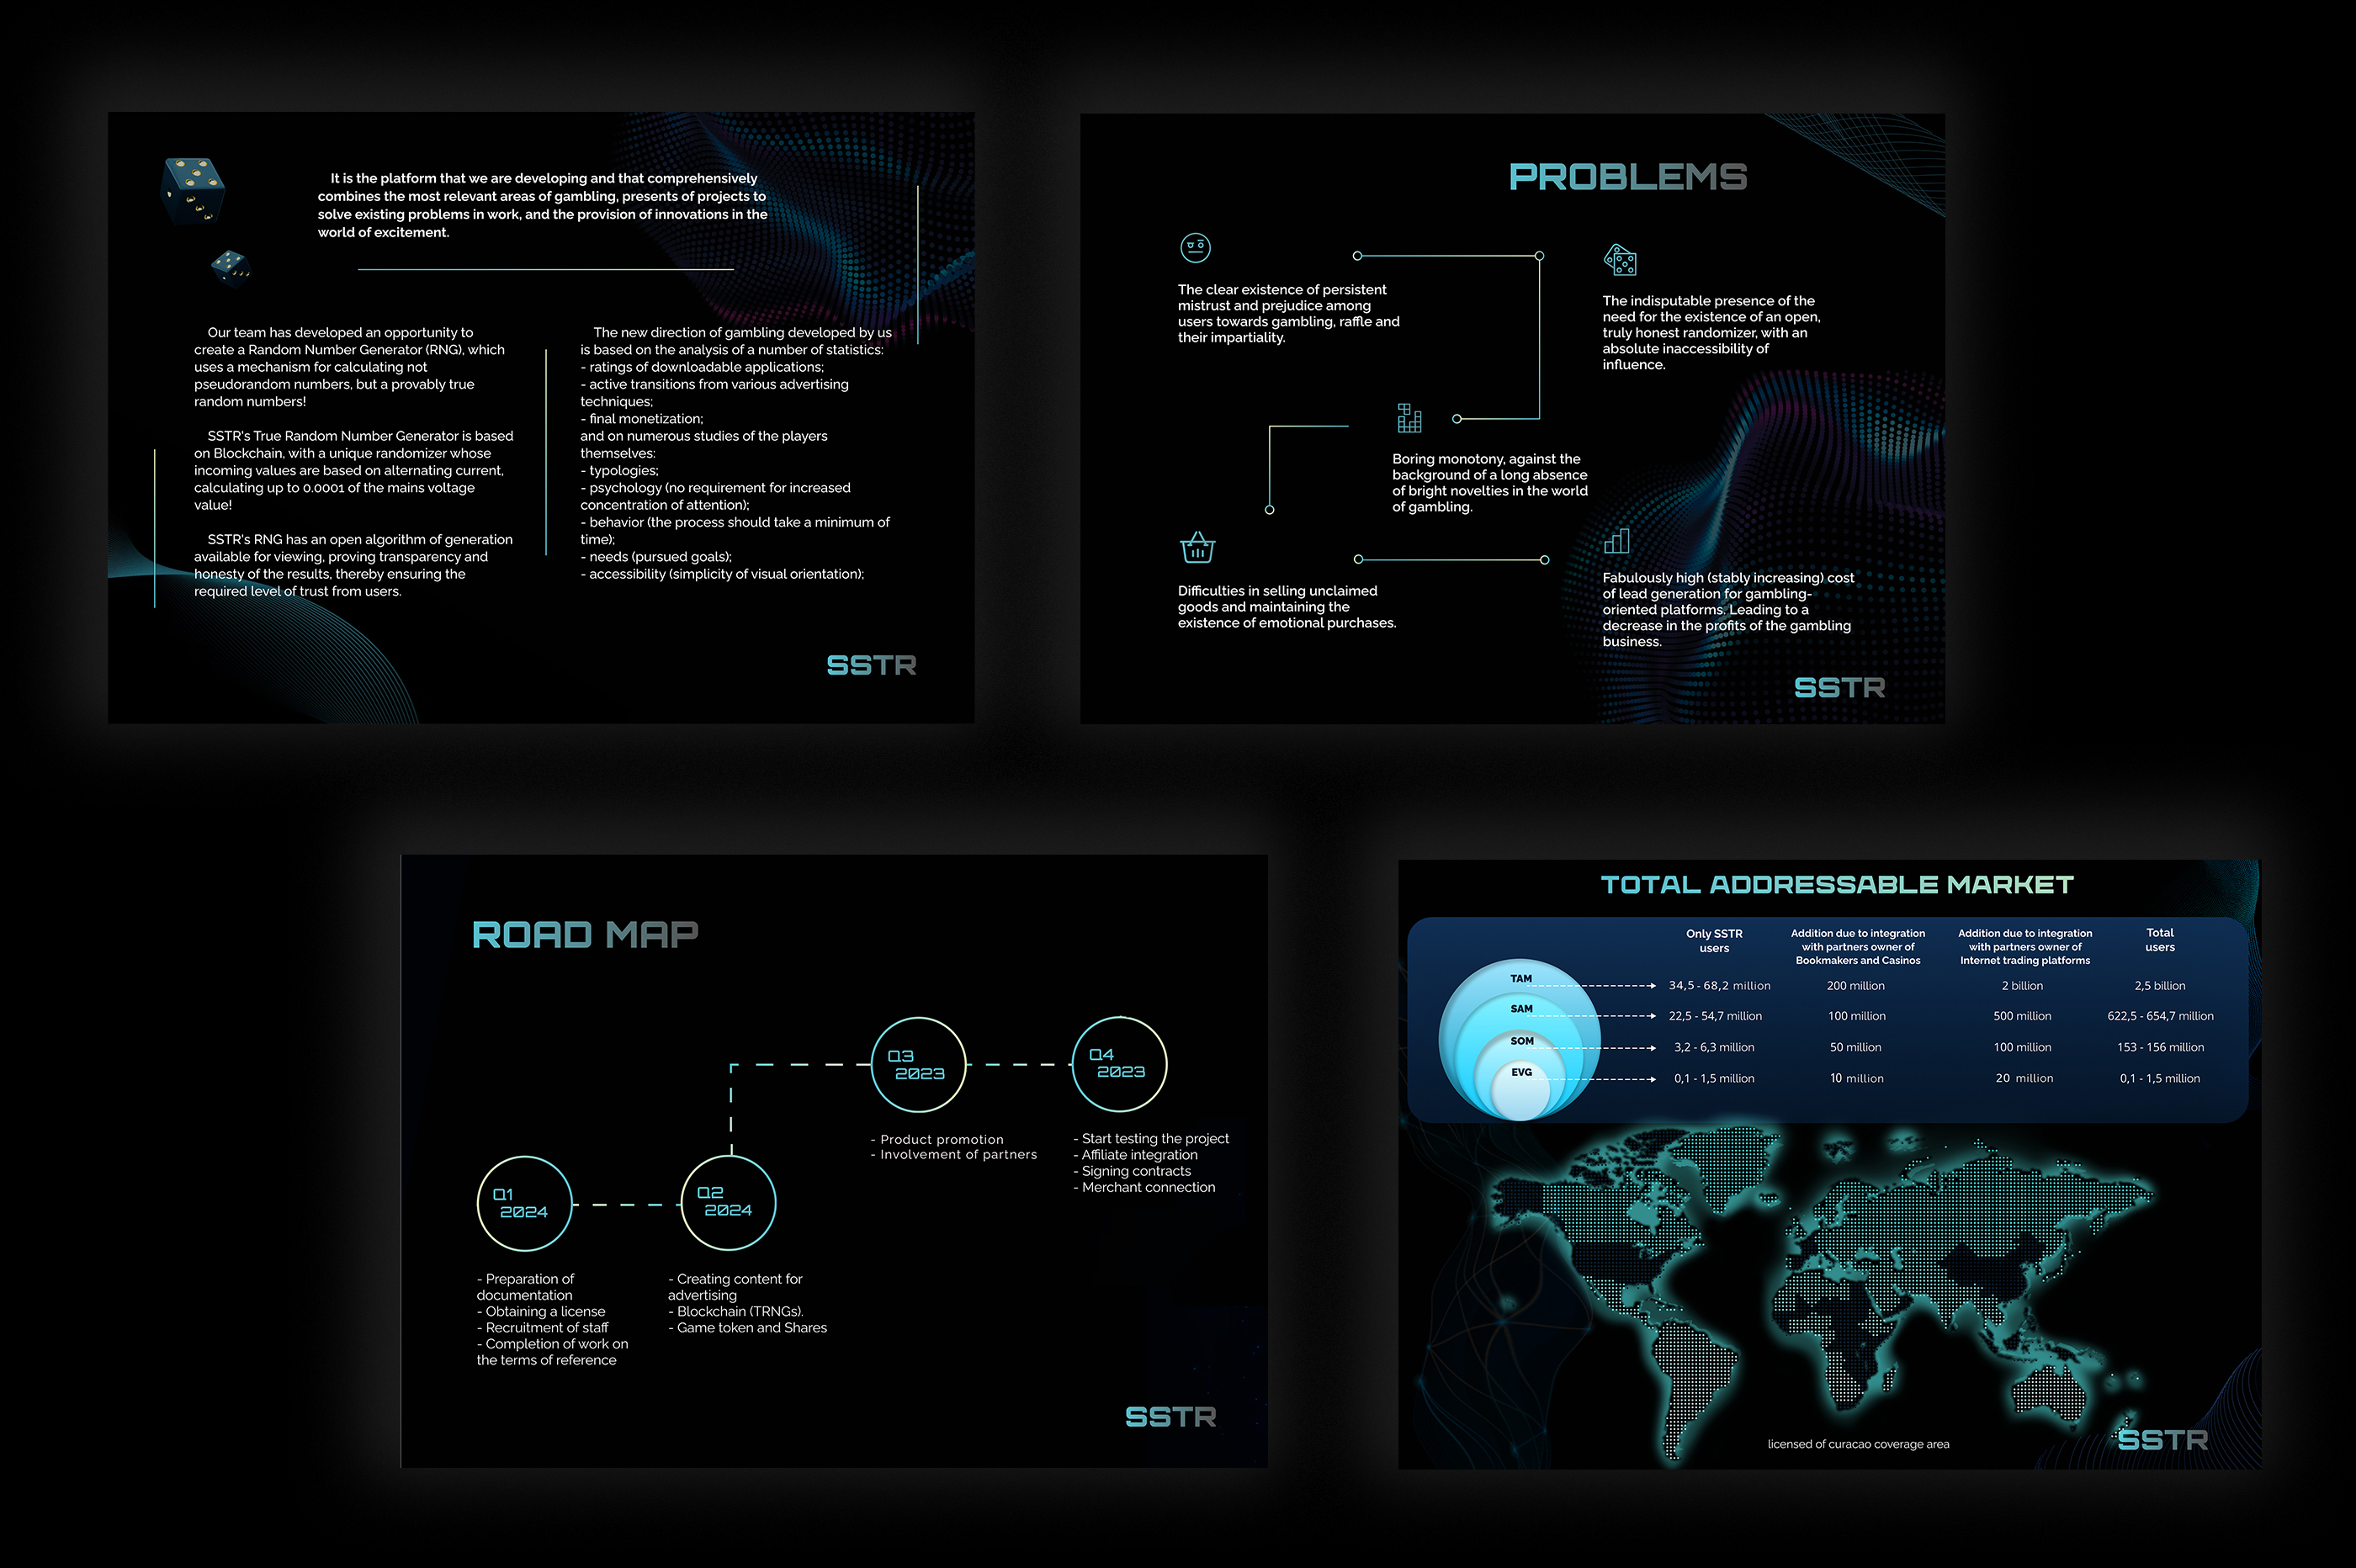 It is the platform that we are developing and that comprehensively
combines the most relevant areas of gambling, presents of projects to
solve existing problems in work, and the provision of innovations in the
world of excitement.
Our team has developed an opportunity to
create a Random Number Generator (RNG), which
uses a mechanism for calculating not
pseudorandom numbers, but a provably true
random numbers!
SSTR's True Random Number Generator is based
on Blockchain, with a unique randomizer whose
incoming values are based on alternating current,
calculating up to 0.0001 of the mains voltage
value!
SSTR's RNG has an open algorithm of generation
available for viewing, proving transparency and
honesty of the results, thereby ensuring the
required level of trust from users.
The new direction of gambling developed by us
is based on the analysis of a number of statistics:
- ratings of downloadable applications;
- active transitions from various advertising
techniques;
- final monetization;
and on numerous studies of the players
themselves:
- typologies;
- psychology (no requirement for increased
concentration of attention);
- behavior (the process should take a minimum of
time);
- needs (pursued goals);
- accessibility (simplicity of visual orientation);
SSTR
PROBLEMS
The clear existence of persistent
mistrust and prejudice among
users towards gambling, raffle and
their impartiality.
The indisputable presence of the
need for the existence of an open,
truly honest randomizer, with an
absolute inaccessibility of
influence.
Boring monotony, against the
background of a long absence
of bright novelties in the world
of gambling.
Difficulties in selling unclaimed
goods and maintaining the
existence of emotional purchases.
Fabulously high (stably increasing) cost
of lead generation for gambling-
oriented platforms. Leading to a
decrease in the profits of the gambling
business.
SSTR
ROAD MAP
Q1
2024
- Preparation of
documentation
- Obtaining a license
- Recruitment of staff
- Completion of work on
the terms of reference
Q2
2024
- Creating content for
advertising
- Blockchain (TRNGs).
- Game token and Shares
Q3
2023
- Product promotion
- Involvement of partners
Q4
2023
- Start testing the project
- Affiliate integration
- Signing contracts
- Merchant connection
SSTR
TOTAL ADDRESSABLE MARKET
Only SSTR
users
Addition due to integration
with partners owner of
Bookmakers and Casinos
Addition due to integration
with partners owner of
Internet trading platforms
Total
users
TAM 34,5 - 68,2 million 200 million 2 billion 2,5 billion
SAM 22,5 - 54,7 million 100 million 500 million 622,5 - 654,7 million
SOM 3,2 - 6,3 million 50 million 100 million 153 - 156 million
EVG 0,1 - 1,5 million 10 million 20 million 0,1 - 1,5 million
licensed of curacao coverage area
SSTR